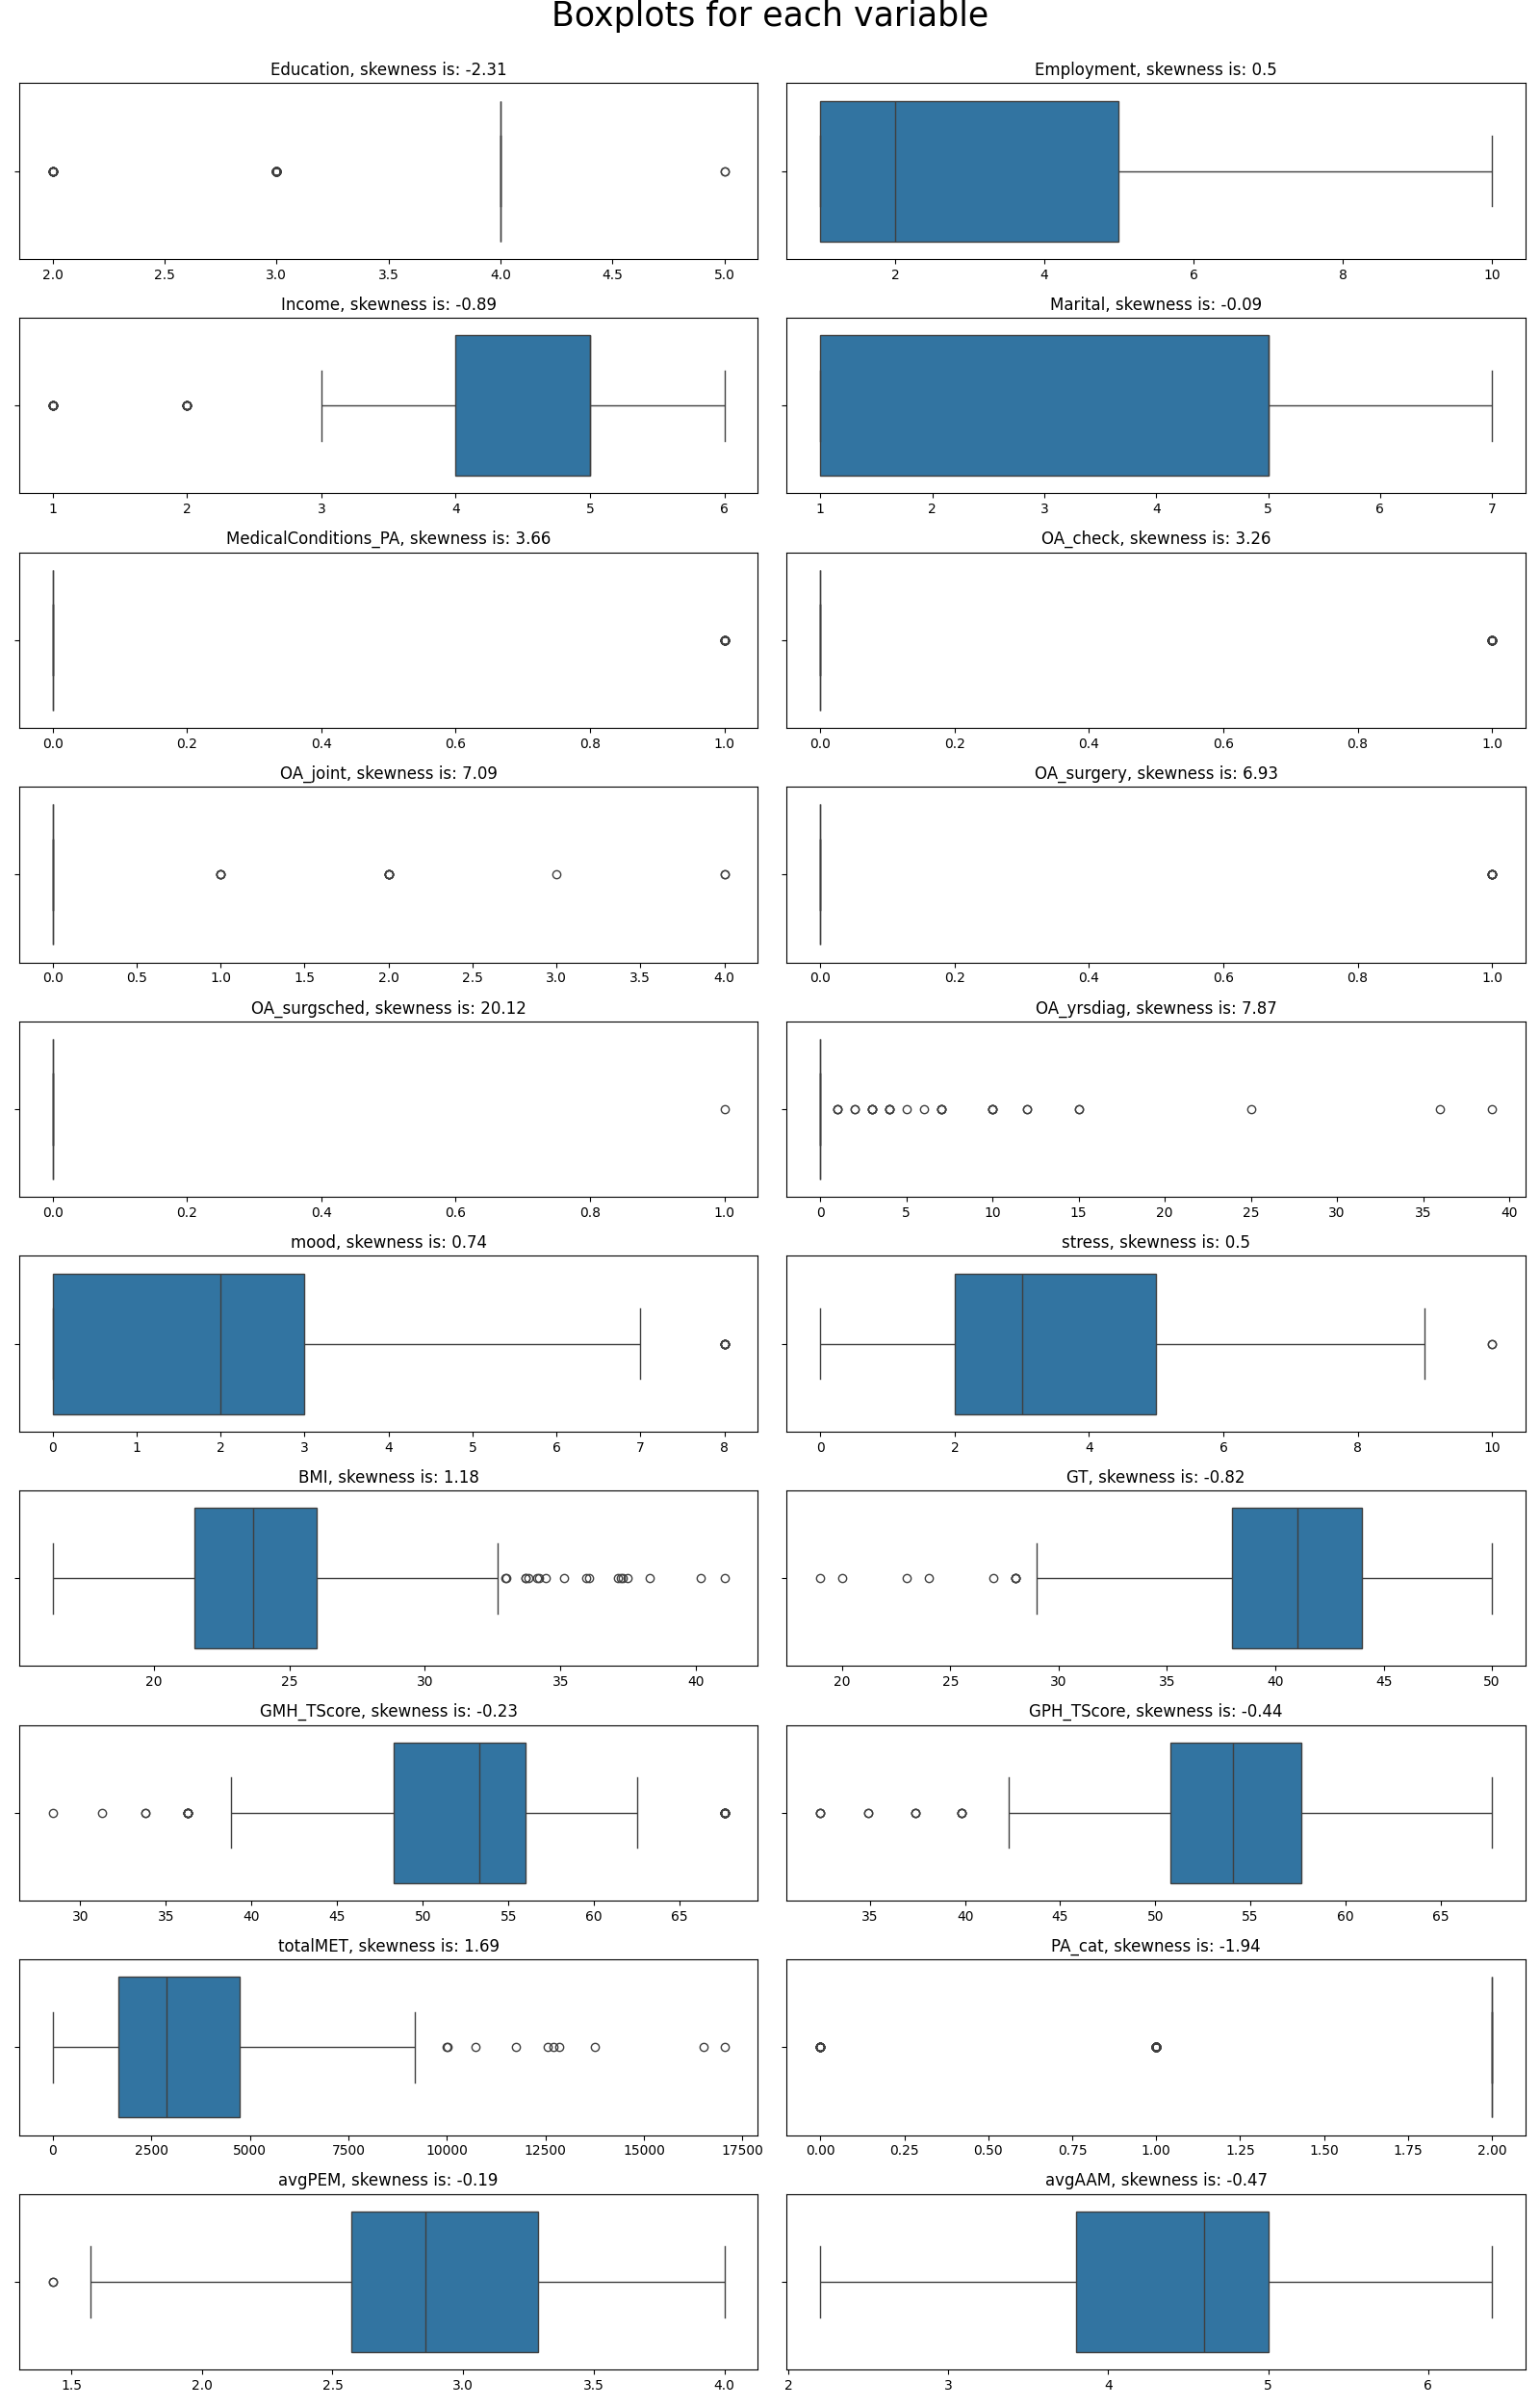 Boxplots for each variable
Education, skewness is: -2.31
2.0 2.5 3.0 3.5 4.0 4.5 5.0
Employment, skewness is: 0.5
2 4 6 8 10
Income, skewness is: -0.89
1 2 3 4 5 6
Marital, skewness is: -0.09
1 2 3 4 5 6 7
MedicalConditions_PA, skewness is: 3.66
0.0 0.2 0.4 0.6 0.8 1.0
OA_check, skewness is: 3.26
0.0 0.2 0.4 0.6 0.8 1.0
OA_joint, skewness is: 7.09
0.0 0.5 1.0 1.5 2.0 2.5 3.0 3.5 4.0
OA_surgery, skewness is: 6.93
0.0 0.2 0.4 0.6 0.8 1.0
OA_surgsched, skewness is: 20.12
0.0 0.2 0.4 0.6 0.8 1.0
OA_yrsdiag, skewness is: 7.87
0 5 10 15 20 25 30 35 40
mood, skewness is: 0.74
0 1 2 3 4 5 6 7 8
stress, skewness is: 0.5
0 2 4 6 8 10
BMI, skewness is: 1.18
20 25 30 35 40
GT, skewness is: -0.82
20 25 30 35 40 45 50
GMH_TScore, skewness is: -0.23
30 35 40 45 50 55 60 65
GPH_TScore, skewness is: -0.44
35 40 45 50 55 60 65
totalMET, skewness is: 1.69
0 2500 5000 7500 10000 12500 15000 17500
PA_cat, skewness is: -1.94
0.00 0.25 0.50 0.75 1.00 1.25 1.50 1.75 2.00
avgPEM, skewness is: -0.19
1.5 2.0 2.5 3.0 3.5 4.0
avgAAM, skewness is: -0.47
2 3 4 5 6